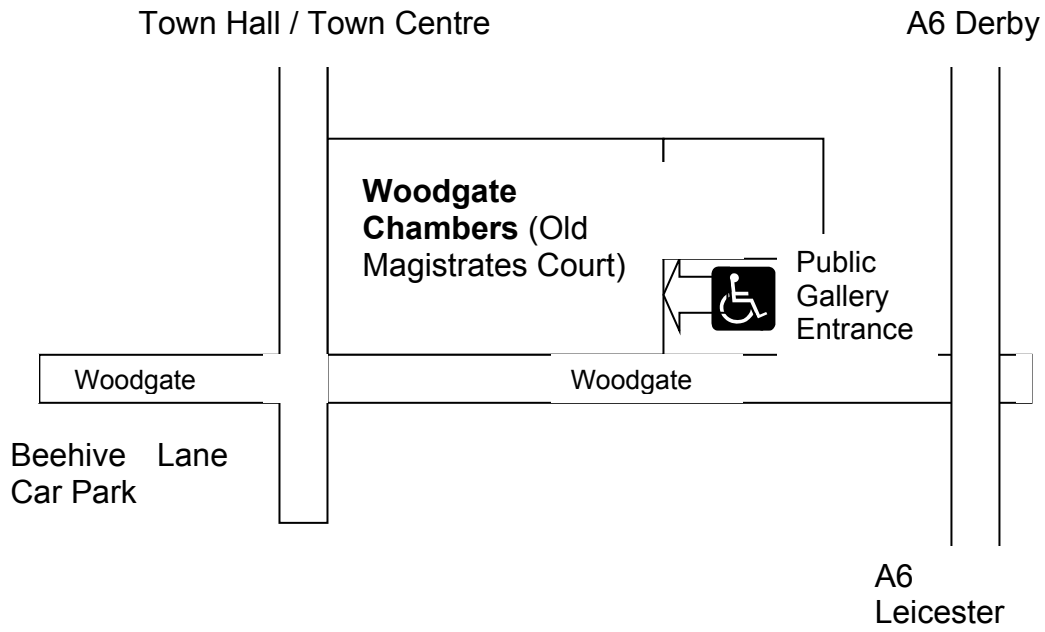 Town Hall / Town Centre
A6 Derby
Woodgate
Chambers (Old
Magistrates Court)
Public
Gallery
Entrance
Woodgate
Woodgate
Beehive Lane
Car Park
A6
Leicester